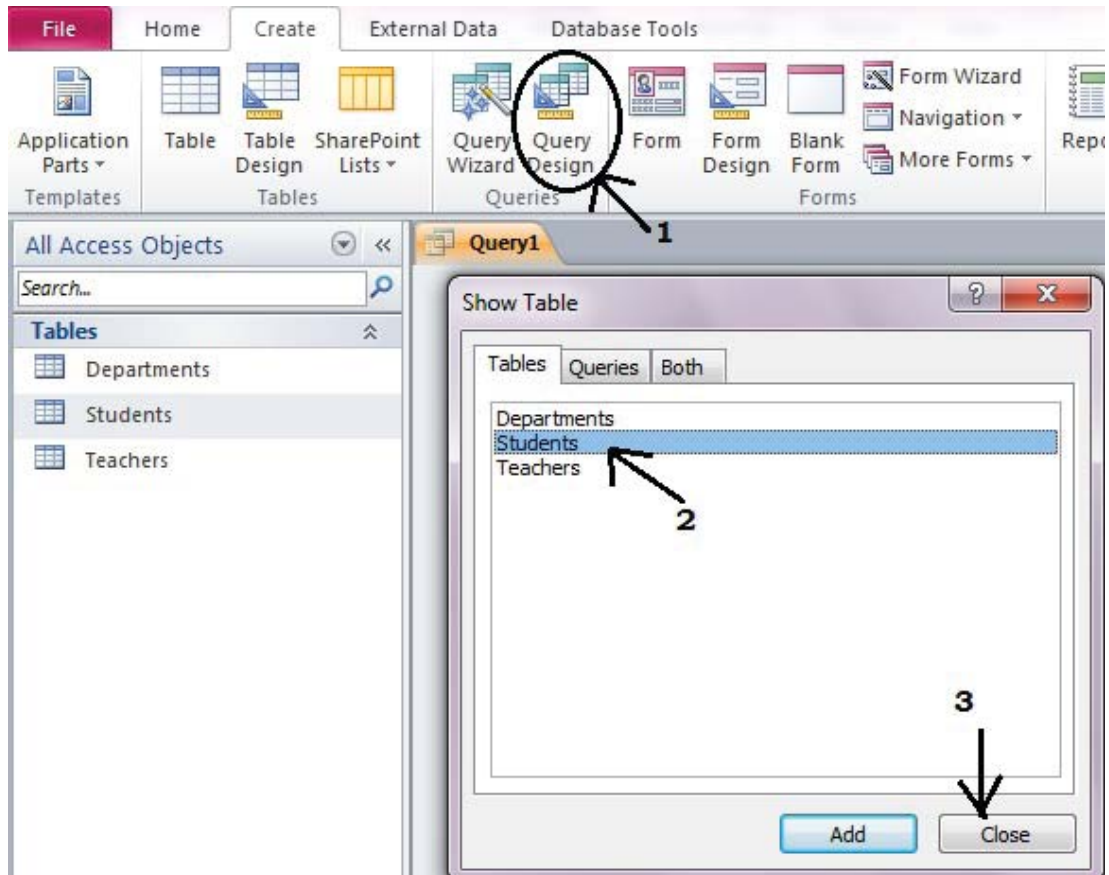 File Home Create External Data Database Tools
Application Parts
Table
Table Design
SharePoint Lists
Query Wizard
Query Design
Form
Form Design
Blank Form
Form Wizard
Navigation
More Forms
Templates Tables Queries Forms
1
All Access Objects
Search...
Tables
Departments
Students
Teachers
Query1
Show Table
Tables Queries Both
Departments
Students
Teachers
2
3
Add Close